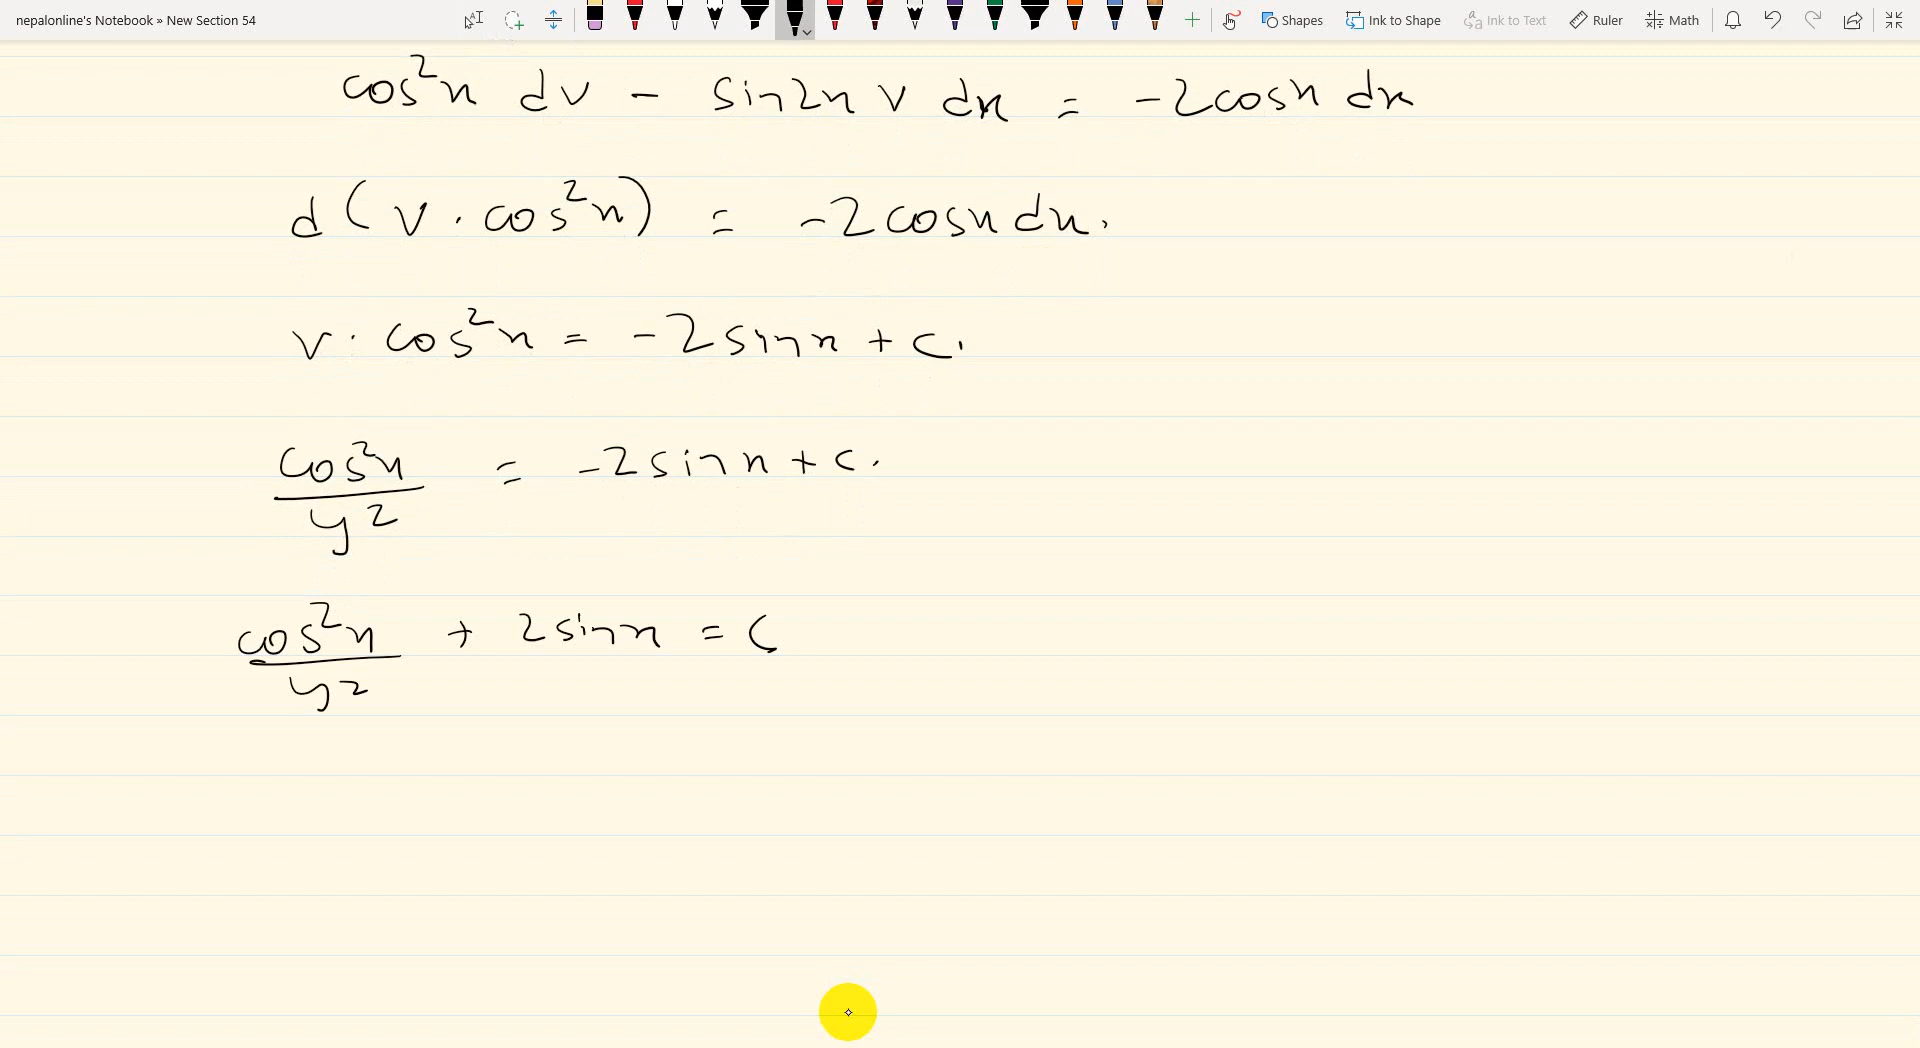 nepalonline's Notebook » New Section 54
Shapes Ink to Shape Ink to Text Ruler Math
cos²x dv - sin2x v dx = -2cosx dx
d(v · cos²x) = -2cosx dx.
v · cos²x = -2sinx + c.
cos²x / y² = -2sinx + c.
cos²x / y² + 2sinx = c